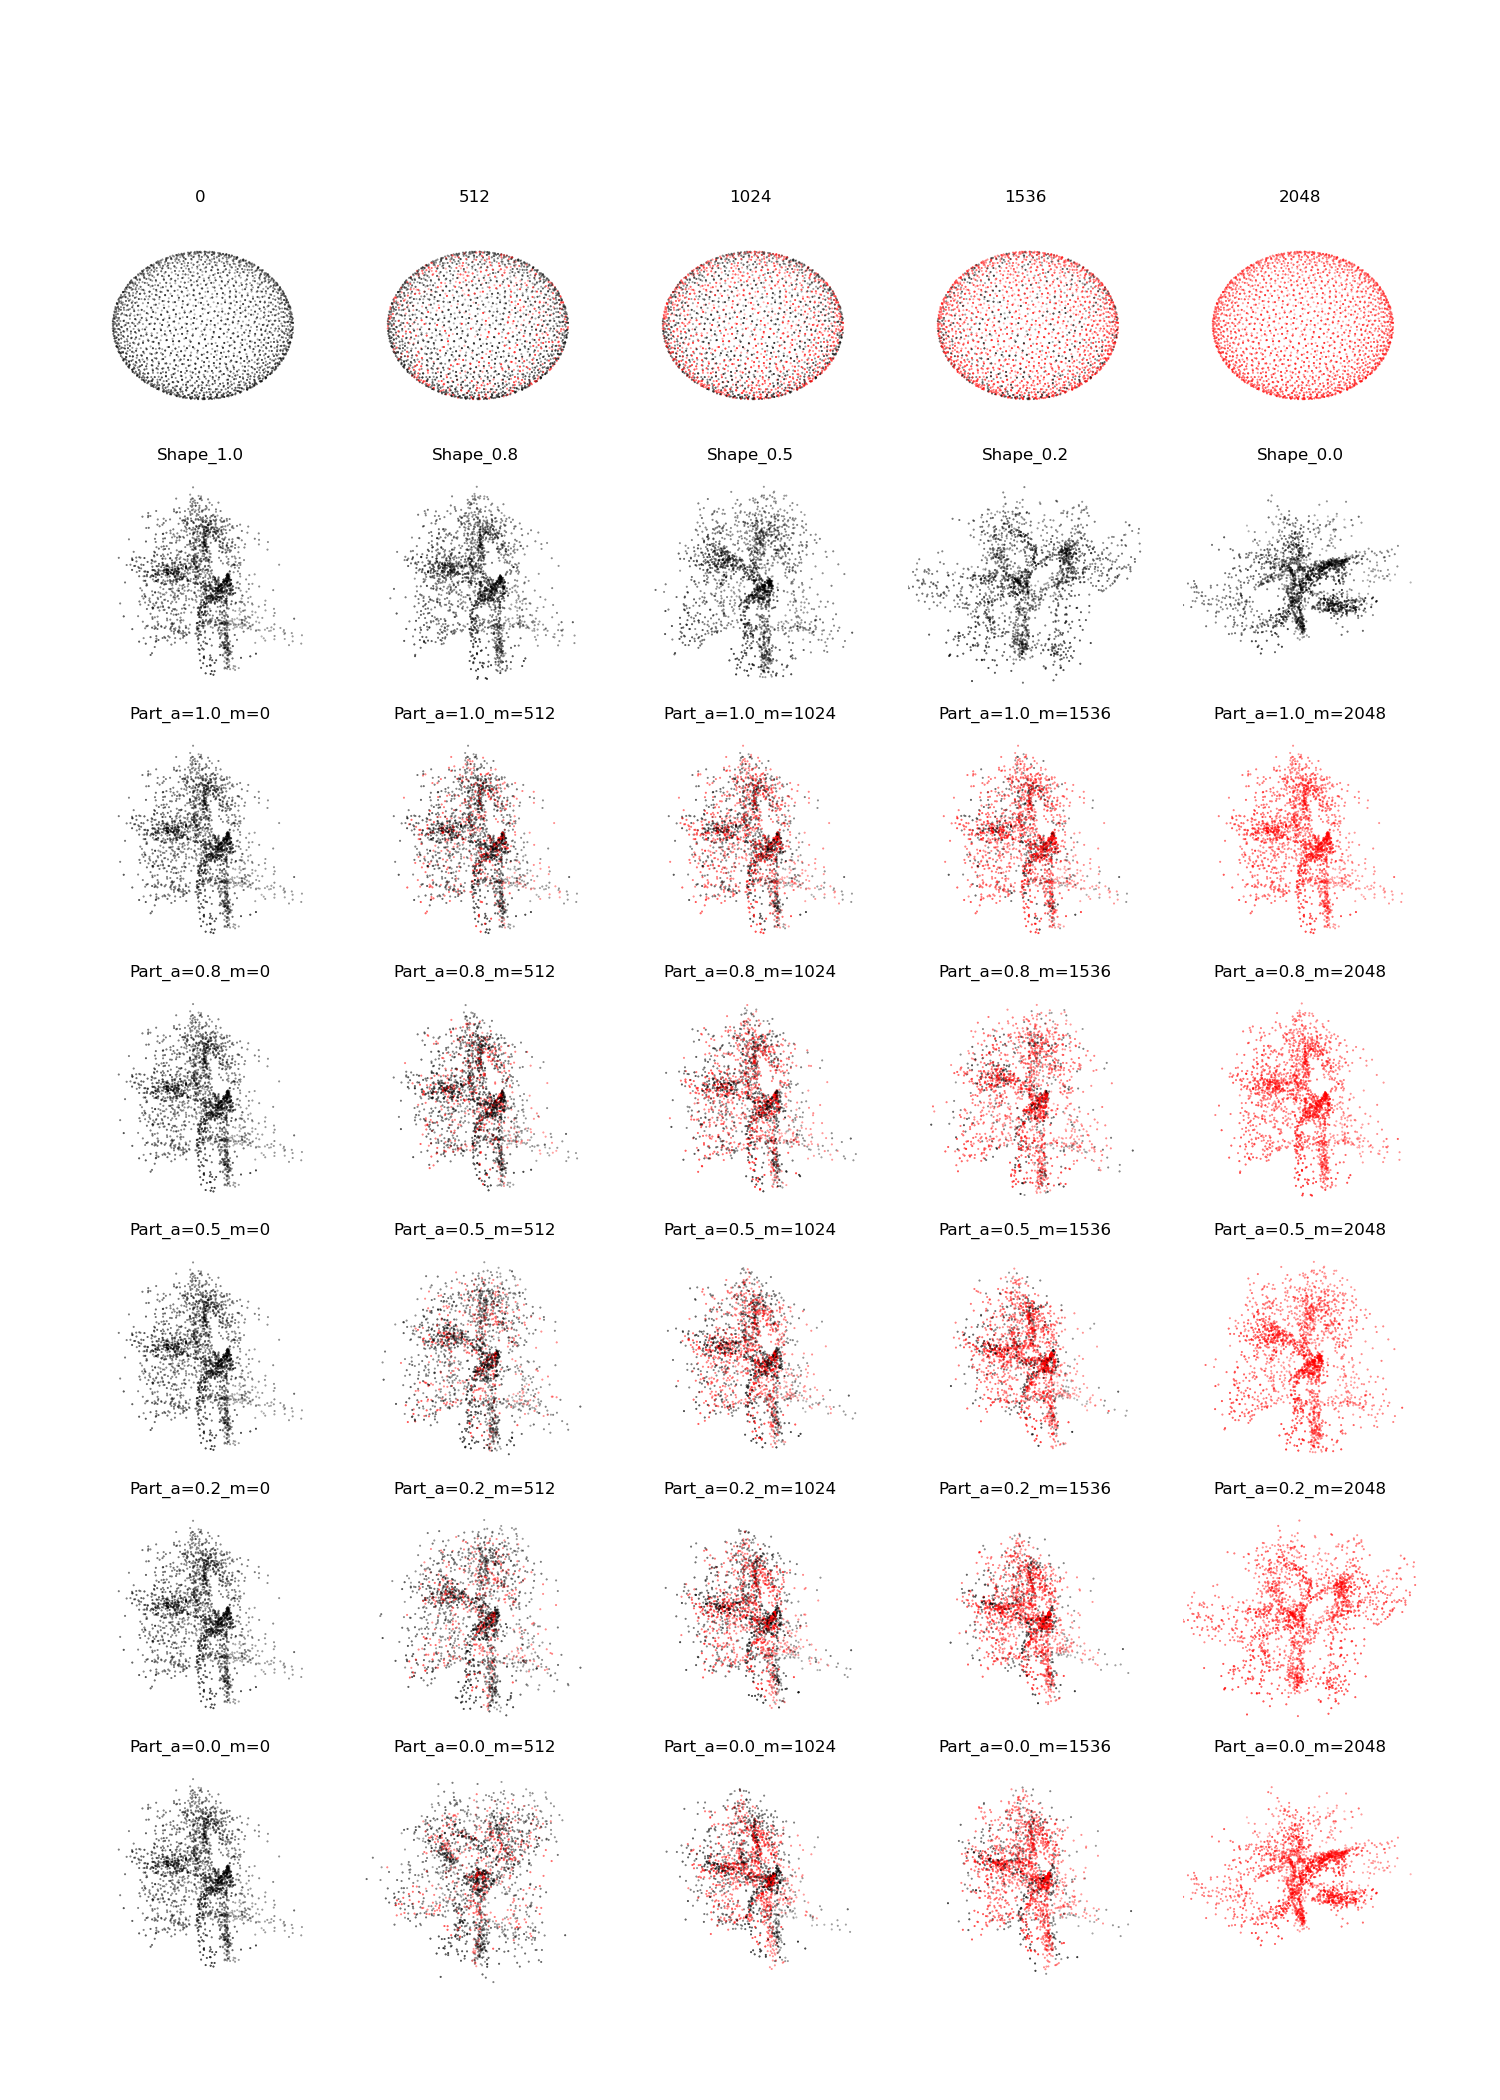 0 512 1024 1536 2048
Shape_1.0 Shape_0.8 Shape_0.5 Shape_0.2 Shape_0.0
Part_a=1.0_m=0 Part_a=1.0_m=512 Part_a=1.0_m=1024 Part_a=1.0_m=1536 Part_a=1.0_m=2048
Part_a=0.8_m=0 Part_a=0.8_m=512 Part_a=0.8_m=1024 Part_a=0.8_m=1536 Part_a=0.8_m=2048
Part_a=0.5_m=0 Part_a=0.5_m=512 Part_a=0.5_m=1024 Part_a=0.5_m=1536 Part_a=0.5_m=2048
Part_a=0.2_m=0 Part_a=0.2_m=512 Part_a=0.2_m=1024 Part_a=0.2_m=1536 Part_a=0.2_m=2048
Part_a=0.0_m=0 Part_a=0.0_m=512 Part_a=0.0_m=1024 Part_a=0.0_m=1536 Part_a=0.0_m=2048